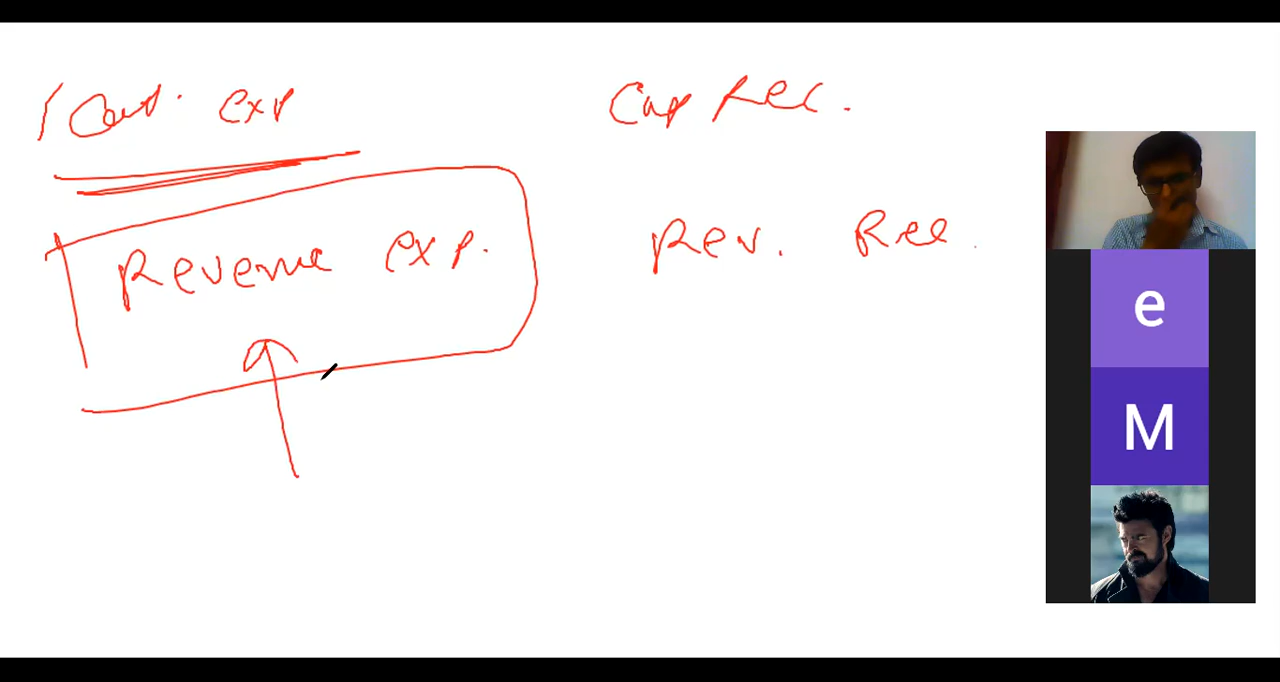 Cap. exp
Cap Rec.
Revenue exp.
Rev. Rec.
e
M